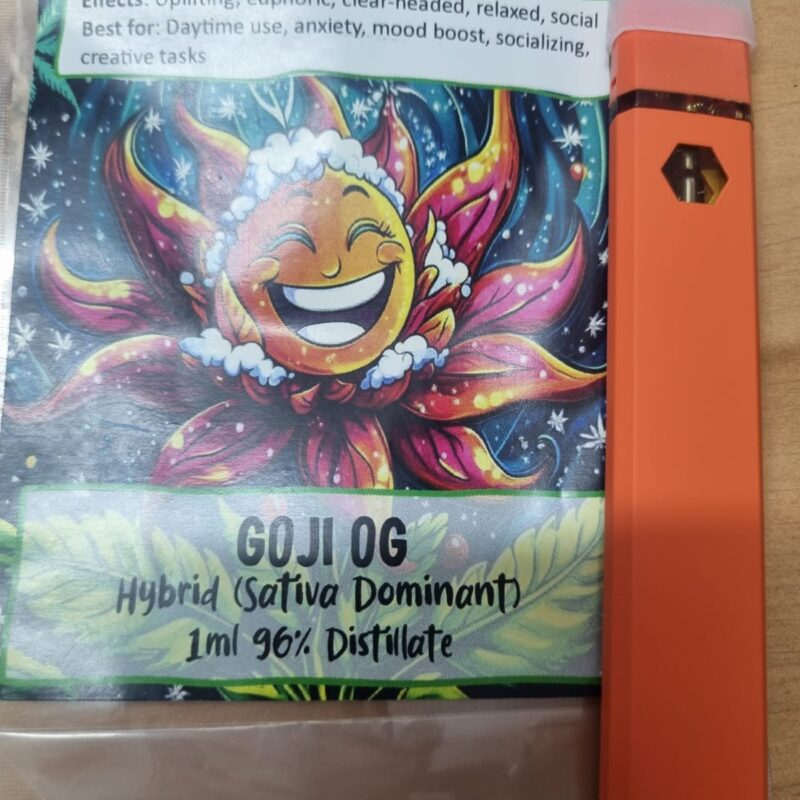 Effects: Uplifting, euphoric, clear-headed, relaxed, social
Best for: Daytime use, anxiety, mood boost, socializing,
creative tasks
GOJI OG
Hybrid (Sativa Dominant)
1ml 96% Distillate